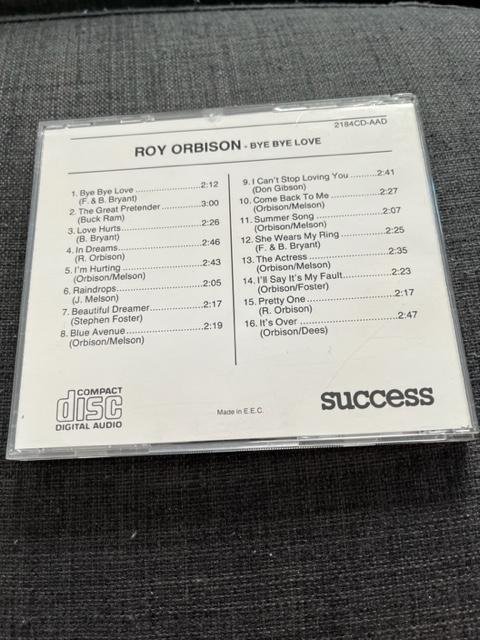 2184CD-AAD
ROY ORBISON - BYE BYE LOVE
1. Bye Bye Love ..................... 2:12
(F. & B. Bryant)
2. The Great Pretender ............ 3:00
(Buck Ram)
3. Love Hurts ........................ 2:26
(B. Bryant)
4. In Dreams ......................... 2:46
(R. Orbison)
5. I'm Hurting ........................ 2:43
(Orbison/Melson)
6. Raindrops ......................... 2:05
(J. Melson)
7. Beautiful Dreamer ............... 2:17
(Stephen Foster)
8. Blue Avenue ...................... 2:19
(Orbison/Melson)
9. I Can't Stop Loving You ........ 2:41
(Don Gibson)
10. Come Back To Me ............... 2:27
(Orbison/Melson)
11. Summer Song .................... 2:07
(Orbison/Melson)
12. She Wears My Ring ............. 2:25
(F. & B. Bryant)
13. The Actress ....................... 2:35
(Orbison/Melson)
14. I'll Say It's My Fault ............. 2:23
(Orbison/Foster)
15. Pretty One ........................ 2:17
(R. Orbison)
16. It's Over ........................... 2:47
(Orbison/Dees)
COMPACT
disc
DIGITAL AUDIO
Made in E.E.C.
success